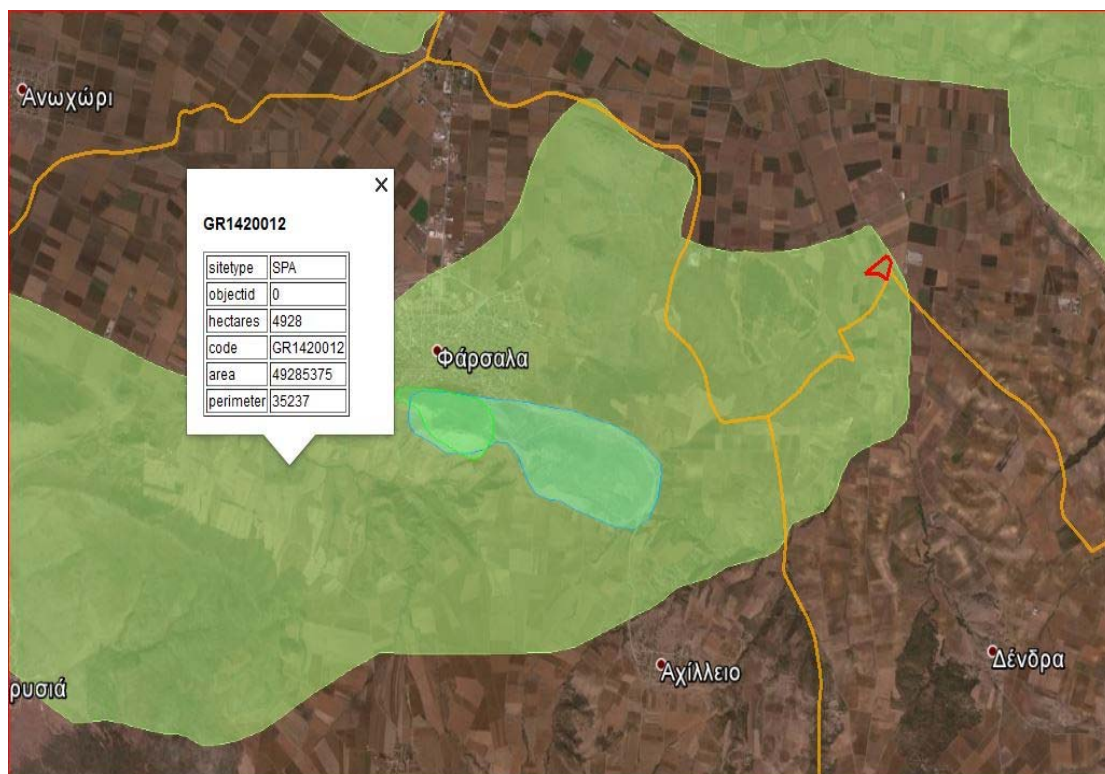 Ανωχώρι
GR1420012
sitetype SPA
objectid 0
hectares 4928
code GR1420012
area 49285375
perimeter 35237
Φάρσαλα
Αχίλλειο
Δένδρα
ρυσιά